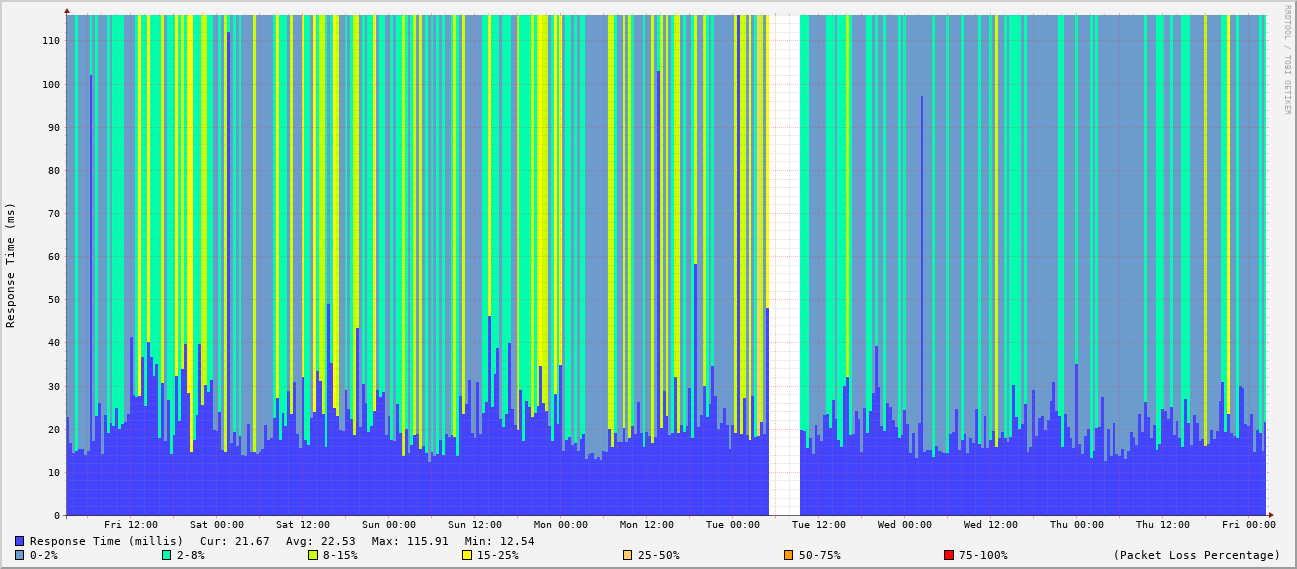 RRDTOOL / TOBI OETIKER
Response Time (ms)
110
100
90
80
70
60
50
40
30
20
10
0
Fri 12:00 Sat 00:00 Sat 12:00 Sun 00:00 Sun 12:00 Mon 00:00 Mon 12:00 Tue 00:00 Tue 12:00 Wed 00:00 Wed 12:00 Thu 00:00 Thu 12:00 Fri 00:00
Response Time (millis) Cur: 21.67 Avg: 22.53 Max: 115.91 Min: 12.54
0-2% 2-8% 8-15% 15-25% 25-50% 50-75% 75-100% (Packet Loss Percentage)